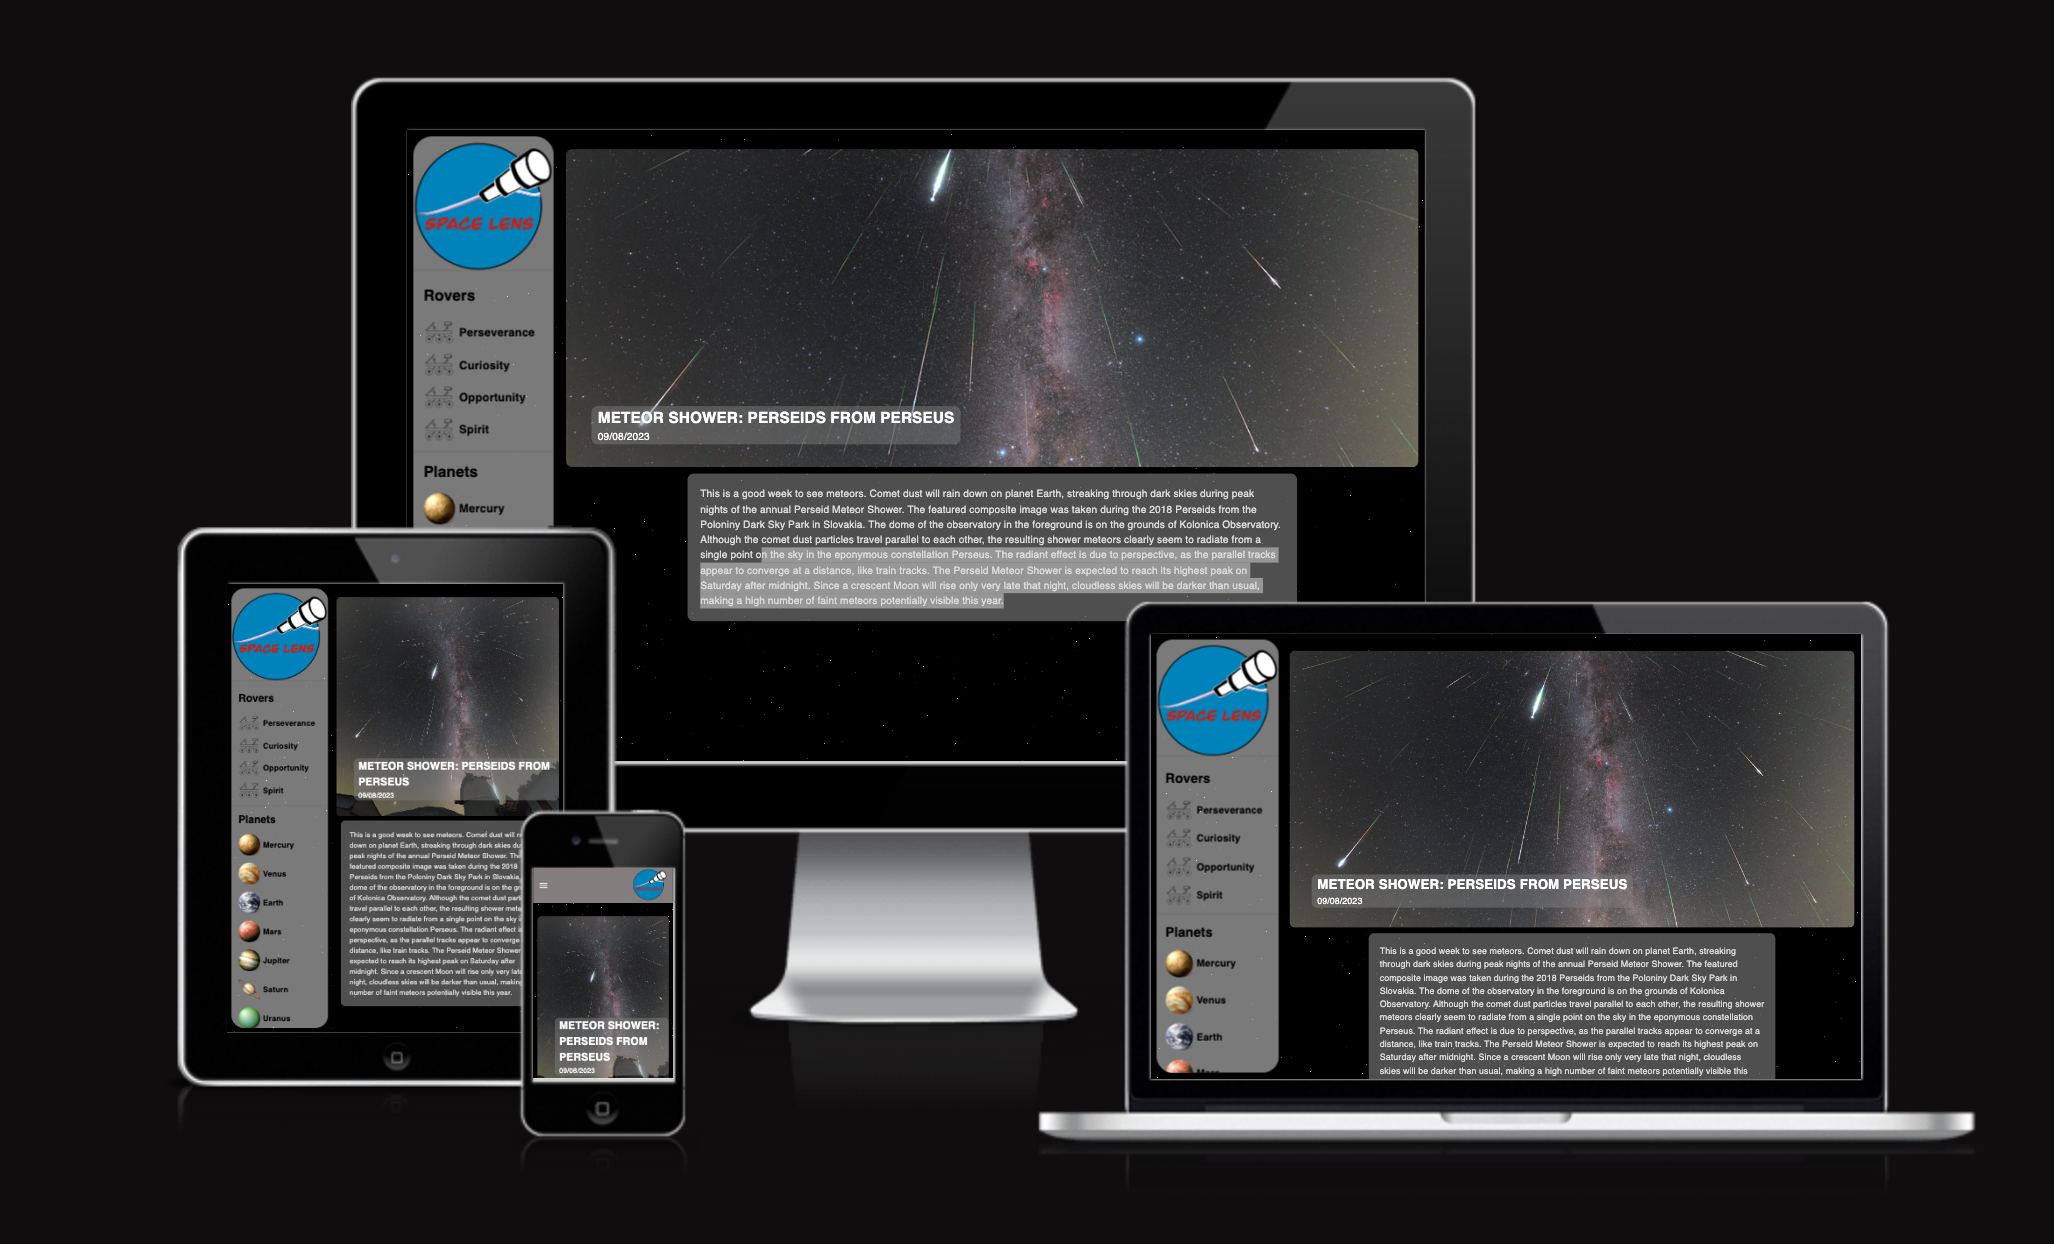 SPACE LENS
Rovers
Perseverance
Curiosity
Opportunity
Spirit
Planets
Mercury
METEOR SHOWER: PERSEIDS FROM PERSEUS
09/08/2023
This is a good week to see meteors. Comet dust will rain down on planet Earth, streaking through dark skies during peak
nights of the annual Perseid Meteor Shower. The featured composite image was taken during the 2018 Perseids from the
Poloniny Dark Sky Park in Slovakia. The dome of the observatory in the foreground is on the grounds of Kolonica Observatory.
Although the comet dust particles travel parallel to each other, the resulting shower meteors clearly seem to radiate from a
single point on the sky in the eponymous constellation Perseus. The radiant effect is due to perspective, as the parallel tracks
appear to converge at a distance, like train tracks. The Perseid Meteor Shower is expected to reach its highest peak on
Saturday after midnight. Since a crescent Moon will rise only very late that night, cloudless skies will be darker than usual,
making a high number of faint meteors potentially visible this year.
SPACE LENS
Rovers
Perseverance
Curiosity
Opportunity
Spirit
Planets
Mercury
Venus
Earth
Mars
Jupiter
Saturn
Uranus
METEOR SHOWER: PERSEIDS FROM
PERSEUS
09/08/2023
This is a good week to see meteors. Comet dust will
down on planet Earth, streaking through dark skies
peak nights of the annual Perseid Meteor Shower.
featured composite image was taken during the 2018
Perseids from the Poloniny Dark Sky Park in Slovakia.
dome of the observatory in the foreground is on the
of Kolonica Observatory. Although the comet dust
travel parallel to each other, the resulting shower
clearly seem to radiate from a single point on the sky
eponymous constellation Perseus. The radiant effect
perspective, as the parallel tracks appear to converge
distance, like train tracks. The Perseid Meteor Shower
expected to reach its highest peak on Saturday after
midnight. Since a crescent Moon will rise only very late
night, cloudless skies will be darker than usual,
number of faint meteors potentially visible this year.
METEOR SHOWER:
PERSEIDS FROM
PERSEUS
09/08/2023
SPACE LENS
Rovers
Perseverance
Curiosity
Opportunity
Spirit
Planets
Mercury
Venus
Earth
Mars
METEOR SHOWER: PERSEIDS FROM PERSEUS
09/08/2023
This is a good week to see meteors. Comet dust will rain down on planet Earth, streaking
through dark skies during peak nights of the annual Perseid Meteor Shower. The featured
composite image was taken during the 2018 Perseids from the Poloniny Dark Sky Park in
Slovakia. The dome of the observatory in the foreground is on the grounds of Kolonica
Observatory. Although the comet dust particles travel parallel to each other, the resulting shower
meteors clearly seem to radiate from a single point on the sky in the eponymous constellation
Perseus. The radiant effect is due to perspective, as the parallel tracks appear to converge at a
distance, like train tracks. The Perseid Meteor Shower is expected to reach its highest peak on
Saturday after midnight. Since a crescent Moon will rise only very late that night, cloudless
skies will be darker than usual, making a high number of faint meteors potentially visible this